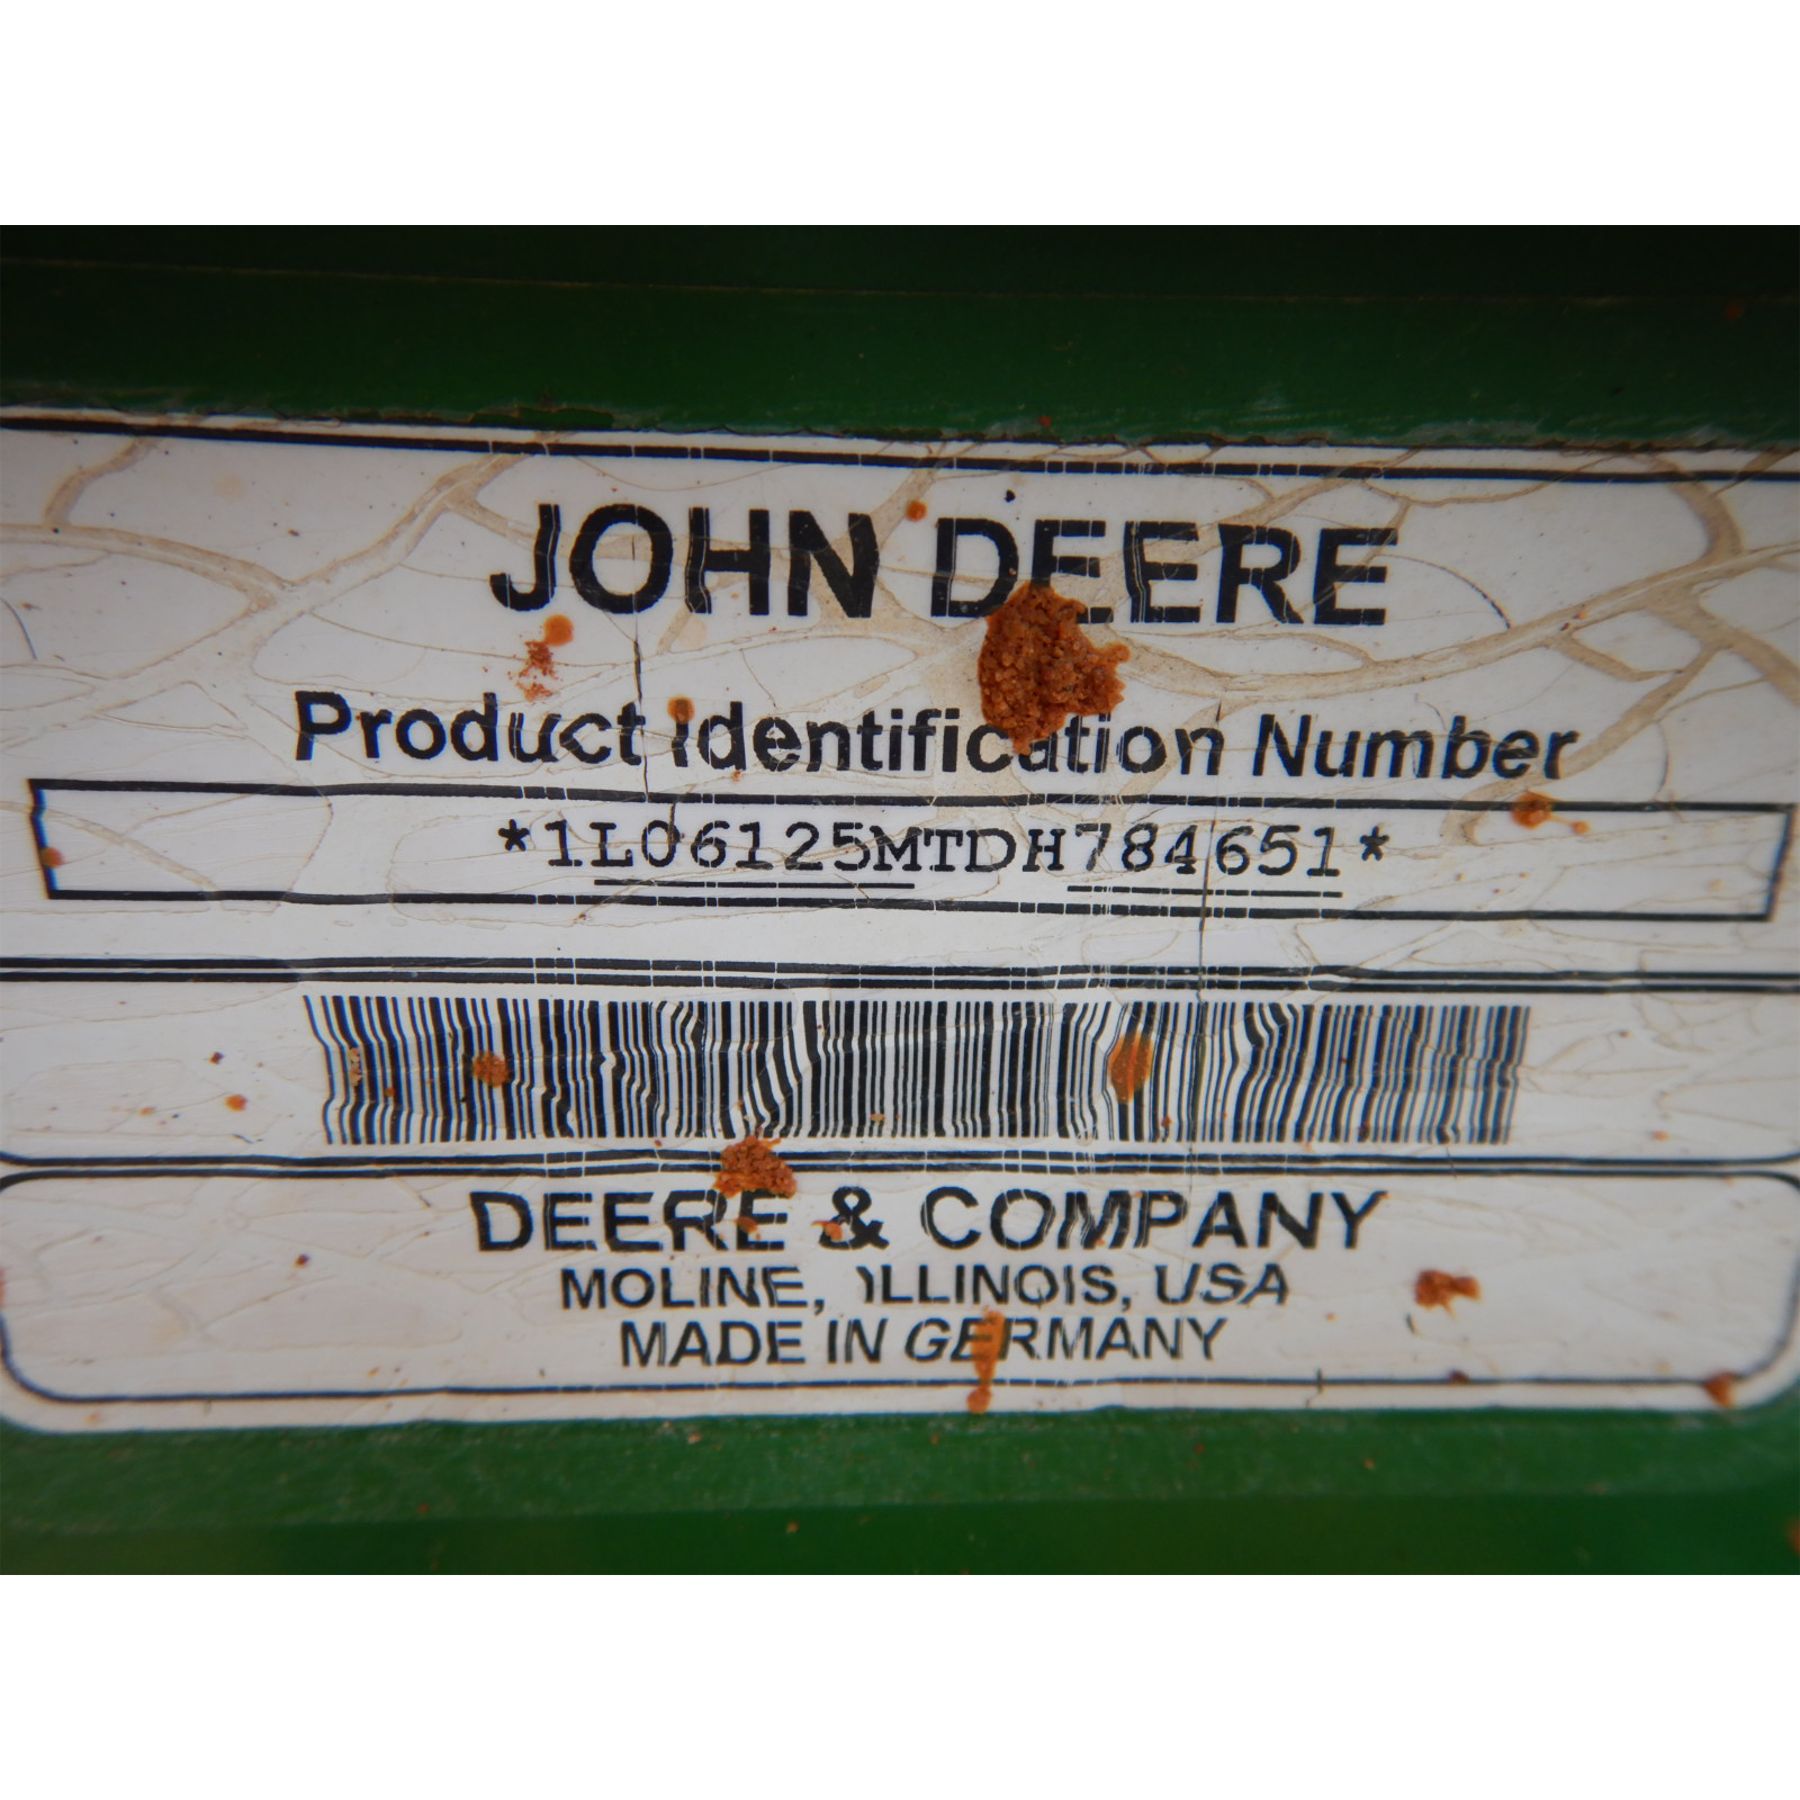 JOHN DEERE
Product Identification Number
*1L06125MTDH784651*
DEERE & COMPANY
MOLINE, ILLINOIS, USA
MADE IN GERMANY